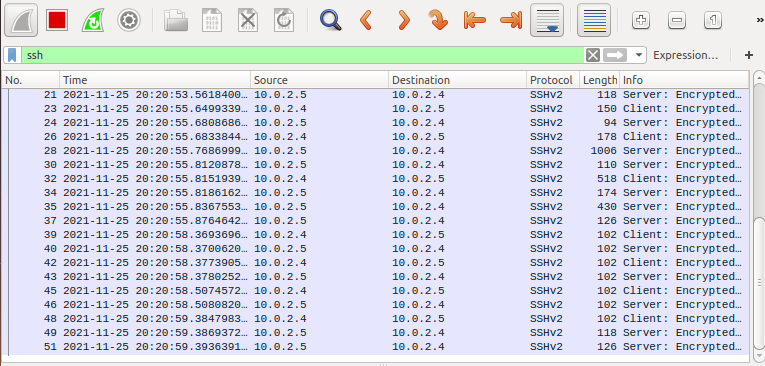 ssh
Expression…
+
No. Time Source Destination Protocol Length Info
21 2021-11-25 20:20:53.5618400… 10.0.2.5 10.0.2.4 SSHv2 118 Server: Encrypted…
23 2021-11-25 20:20:55.6499339… 10.0.2.4 10.0.2.5 SSHv2 150 Client: Encrypted…
24 2021-11-25 20:20:55.6808686… 10.0.2.5 10.0.2.4 SSHv2 94 Server: Encrypted…
26 2021-11-25 20:20:55.6833844… 10.0.2.4 10.0.2.5 SSHv2 178 Client: Encrypted…
28 2021-11-25 20:20:55.7686999… 10.0.2.5 10.0.2.4 SSHv2 1006 Server: Encrypted…
30 2021-11-25 20:20:55.8120878… 10.0.2.5 10.0.2.4 SSHv2 110 Server: Encrypted…
32 2021-11-25 20:20:55.8151939… 10.0.2.4 10.0.2.5 SSHv2 518 Client: Encrypted…
34 2021-11-25 20:20:55.8186162… 10.0.2.5 10.0.2.4 SSHv2 174 Server: Encrypted…
35 2021-11-25 20:20:55.8367553… 10.0.2.5 10.0.2.4 SSHv2 430 Server: Encrypted…
37 2021-11-25 20:20:55.8764642… 10.0.2.5 10.0.2.4 SSHv2 126 Server: Encrypted…
39 2021-11-25 20:20:58.3693696… 10.0.2.4 10.0.2.5 SSHv2 102 Client: Encrypted…
40 2021-11-25 20:20:58.3700620… 10.0.2.5 10.0.2.4 SSHv2 102 Server: Encrypted…
42 2021-11-25 20:20:58.3773905… 10.0.2.4 10.0.2.5 SSHv2 102 Client: Encrypted…
43 2021-11-25 20:20:58.3780252… 10.0.2.5 10.0.2.4 SSHv2 102 Server: Encrypted…
45 2021-11-25 20:20:58.5074572… 10.0.2.4 10.0.2.5 SSHv2 102 Client: Encrypted…
46 2021-11-25 20:20:58.5080820… 10.0.2.5 10.0.2.4 SSHv2 102 Server: Encrypted…
48 2021-11-25 20:20:59.3847983… 10.0.2.4 10.0.2.5 SSHv2 102 Client: Encrypted…
49 2021-11-25 20:20:59.3869372… 10.0.2.5 10.0.2.4 SSHv2 118 Server: Encrypted…
51 2021-11-25 20:20:59.3936391… 10.0.2.5 10.0.2.4 SSHv2 126 Server: Encrypted…